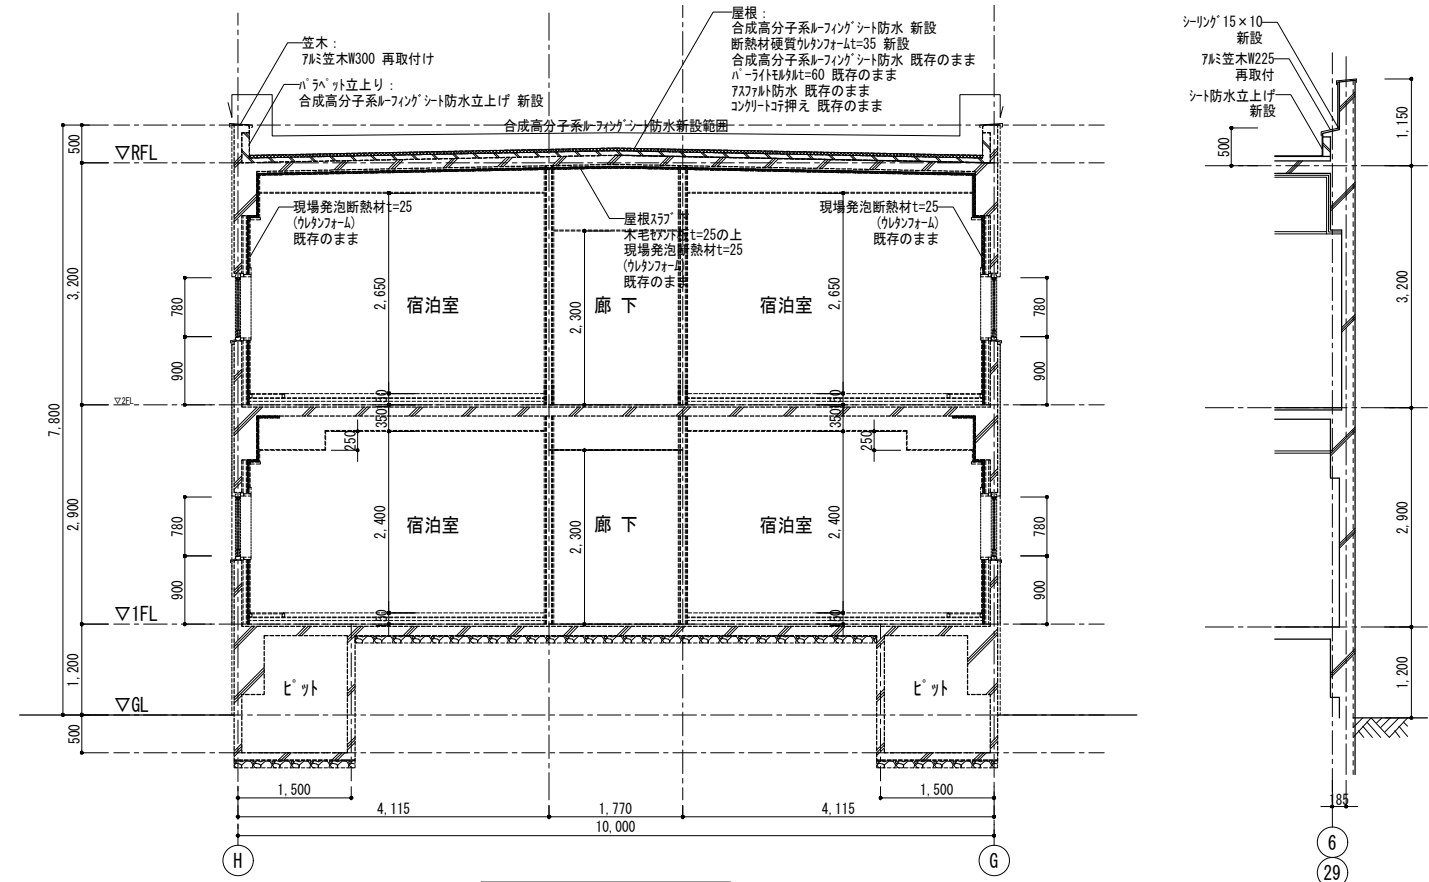 笠木：
ｱﾙﾐ笠木W300 再取付け
ﾊﾟﾗﾍﾟｯﾄ立上り：
合成高分子系ﾙｰﾌｨﾝｸﾞｼｰﾄ防水立上げ 新設
屋根：
合成高分子系ﾙｰﾌｨﾝｸﾞｼｰﾄ防水 新設
断熱材硬質ｳﾚﾀﾝﾌｫｰﾑt=35 新設
合成高分子系ﾙｰﾌｨﾝｸﾞｼｰﾄ防水 既存のまま
ﾊﾟｰﾗｲﾄﾓﾙﾀﾙt=60 既存のまま
ｱｽﾌｧﾙﾄ防水 既存のまま
ｺﾝｸﾘｰﾄｺﾃ押え 既存のまま
合成高分子系ﾙｰﾌｨﾝｸﾞｼｰﾄ防水新設範囲
500
▽RFL
現場発泡断熱材t=25
(ｳﾚﾀﾝﾌｫｰﾑ)
既存のまま
屋根ｽﾗﾌﾞ
木毛ｾﾒﾝﾄ板t=25の上
現場発泡断熱材t=25
(ｳﾚﾀﾝﾌｫｰﾑ)
既存のまま
現場発泡断熱材t=25
(ｳﾚﾀﾝﾌｫｰﾑ)
既存のまま
3,200
780
900
2,650
宿泊室
2,300
廊 下
宿泊室
2,650
780
900
▽2FL
7,800
350
150
350
150
250
250
2,900
780
900
2,400
宿泊室
2,300
廊 下
宿泊室
2,400
780
900
▽1FL
150
150
1,200
ﾋﾟｯﾄ
ﾋﾟｯﾄ
▽GL
500
1,500
1,500
4,115
1,770
4,115
10,000
H
G
ｼｰﾘﾝｸﾞ15×10
新設
ｱﾙﾐ笠木W225
再取付
ｼｰﾄ防水立上げ
新設
500
1,150
3,200
2,900
1,200
185
6
29